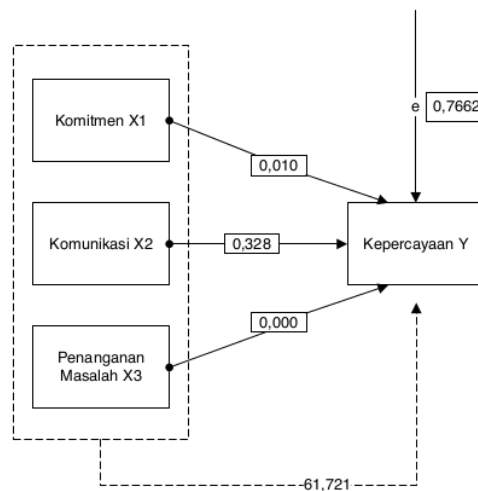 e 0,7662
Komitmen X1
0,010
Komunikasi X2
0,328
Kepercayaan Y
0,000
Penanganan
Masalah X3
61,721